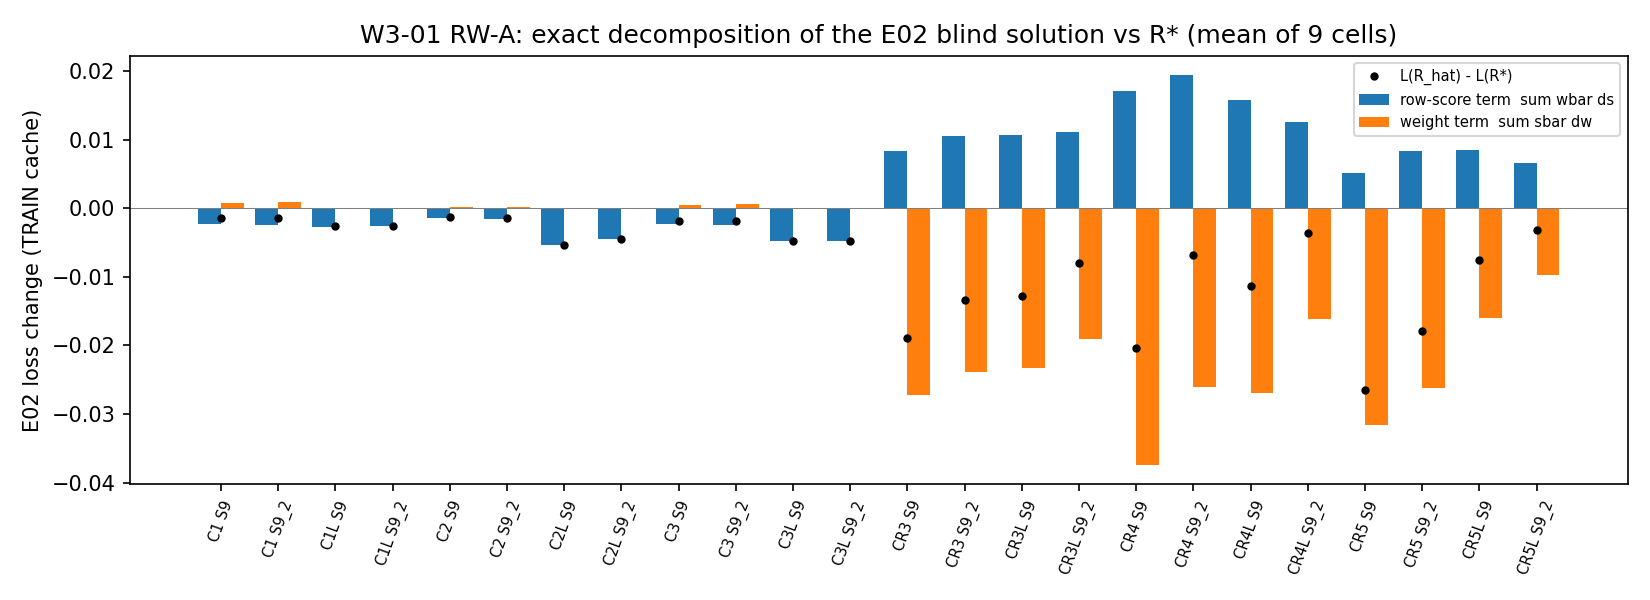 W3-01 RW-A: exact decomposition of the E02 blind solution vs R* (mean of 9 cells)
L(R_hat) - L(R*)
row-score term  sum wbar ds
weight term  sum sbar dw
E02 loss change (TRAIN cache)
0.02
0.01
0.00
−0.01
−0.02
−0.03
−0.04
C1 S9
C1 S9_2
C1L S9
C1L S9_2
C2 S9
C2 S9_2
C2L S9
C2L S9_2
C3 S9
C3 S9_2
C3L S9
C3L S9_2
CR3 S9
CR3 S9_2
CR3L S9
CR3L S9_2
CR4 S9
CR4 S9_2
CR4L S9
CR4L S9_2
CR5 S9
CR5 S9_2
CR5L S9
CR5L S9_2